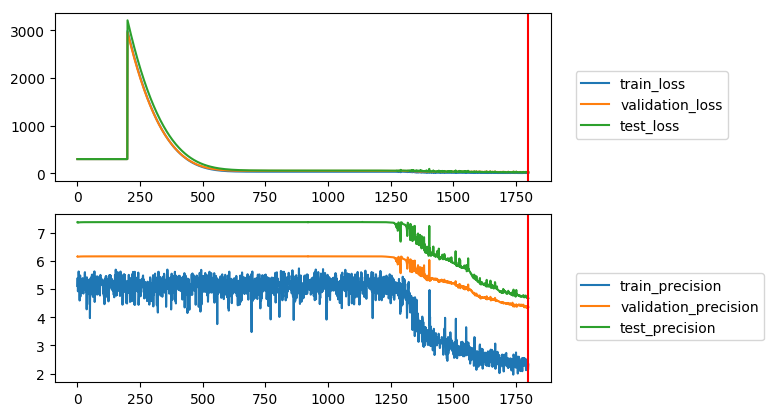 3000
2000
1000
0
0 250 500 750 1000 1250 1500 1750
train_loss
validation_loss
test_loss
7
6
5
4
3
2
0 250 500 750 1000 1250 1500 1750
train_precision
validation_precision
test_precision